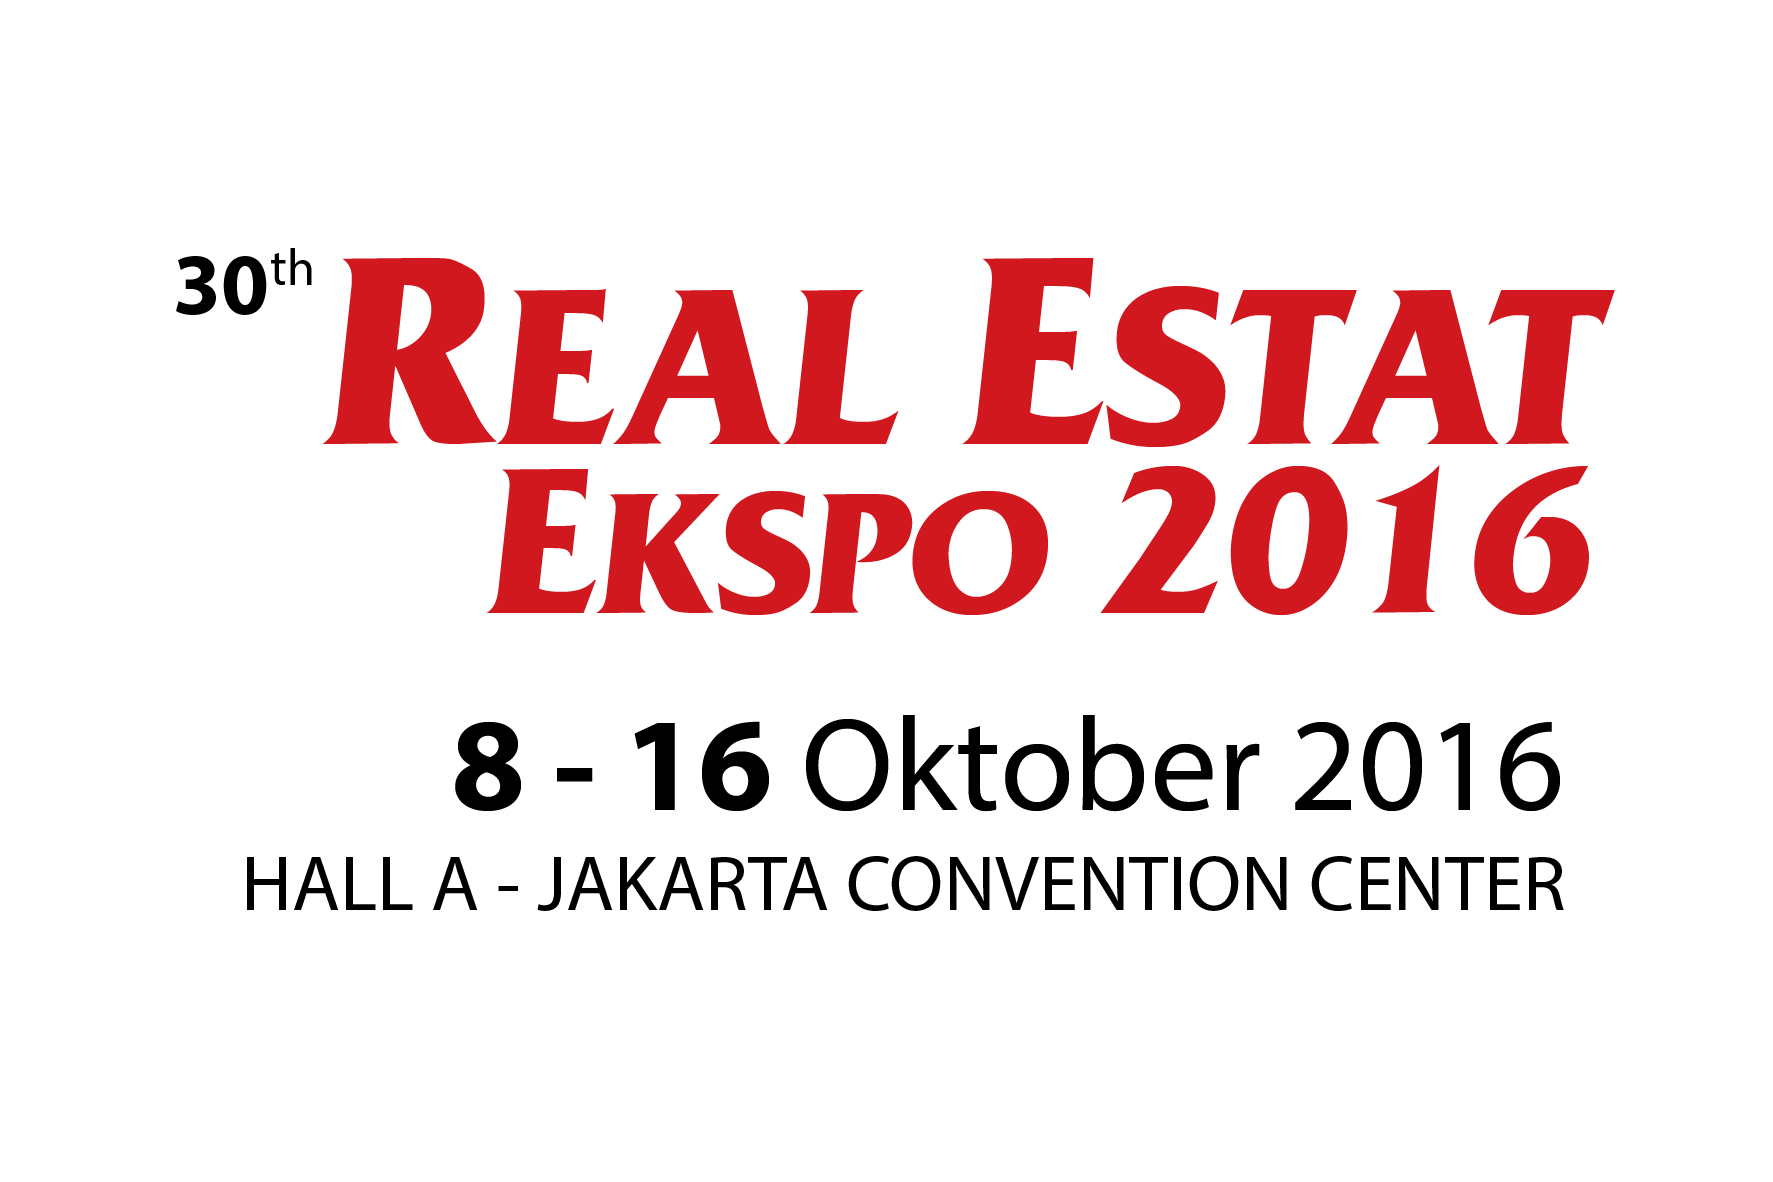 30th REAL ESTAT
EKSPO 2016
8 - 16 Oktober 2016
HALL A - JAKARTA CONVENTION CENTER